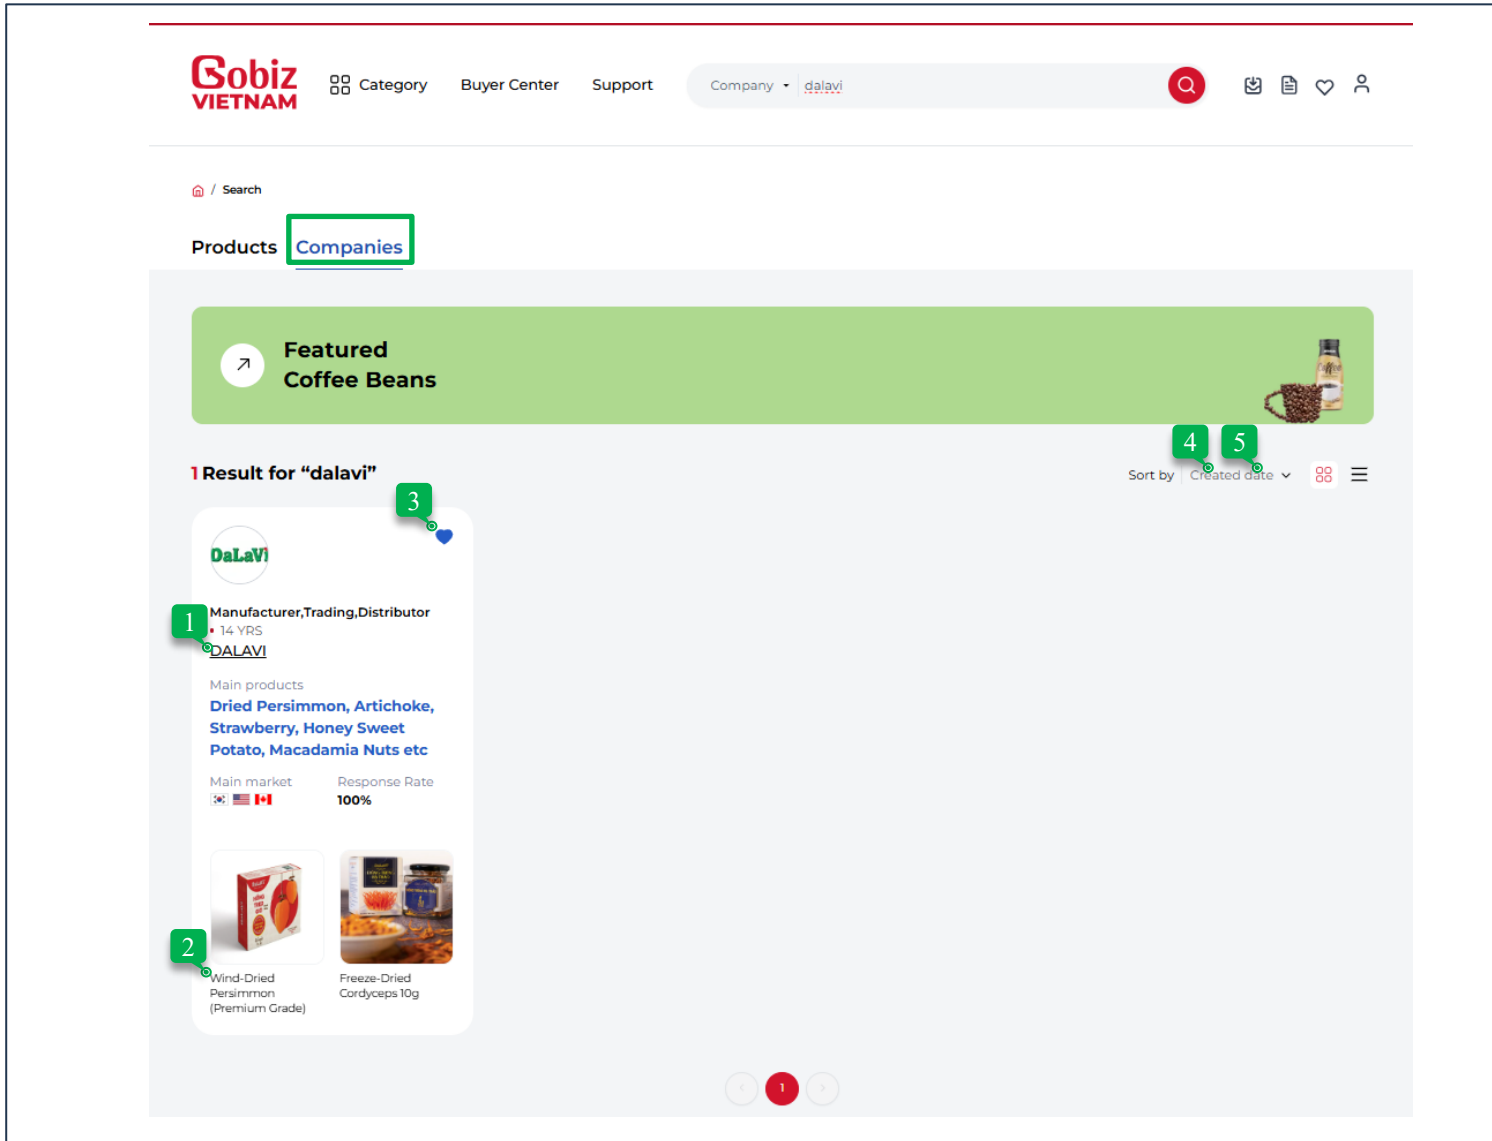 Gobiz
VIETNAM
Category
Buyer Center
Support
Company
dalavi
/ Search
Products
Companies
Featured
Coffee Beans
4
5
1 Result for “dalavi”
Sort by
Created date
3
DaLaVi
1
Manufacturer,Trading,Distributor
• 14 YRS
DALAVI
Main products
Dried Persimmon, Artichoke,
Strawberry, Honey Sweet
Potato, Macadamia Nuts etc
Main market
Response Rate
100%
2
Wind-Dried
Persimmon
(Premium Grade)
Freeze-Dried
Cordyceps 10g
1